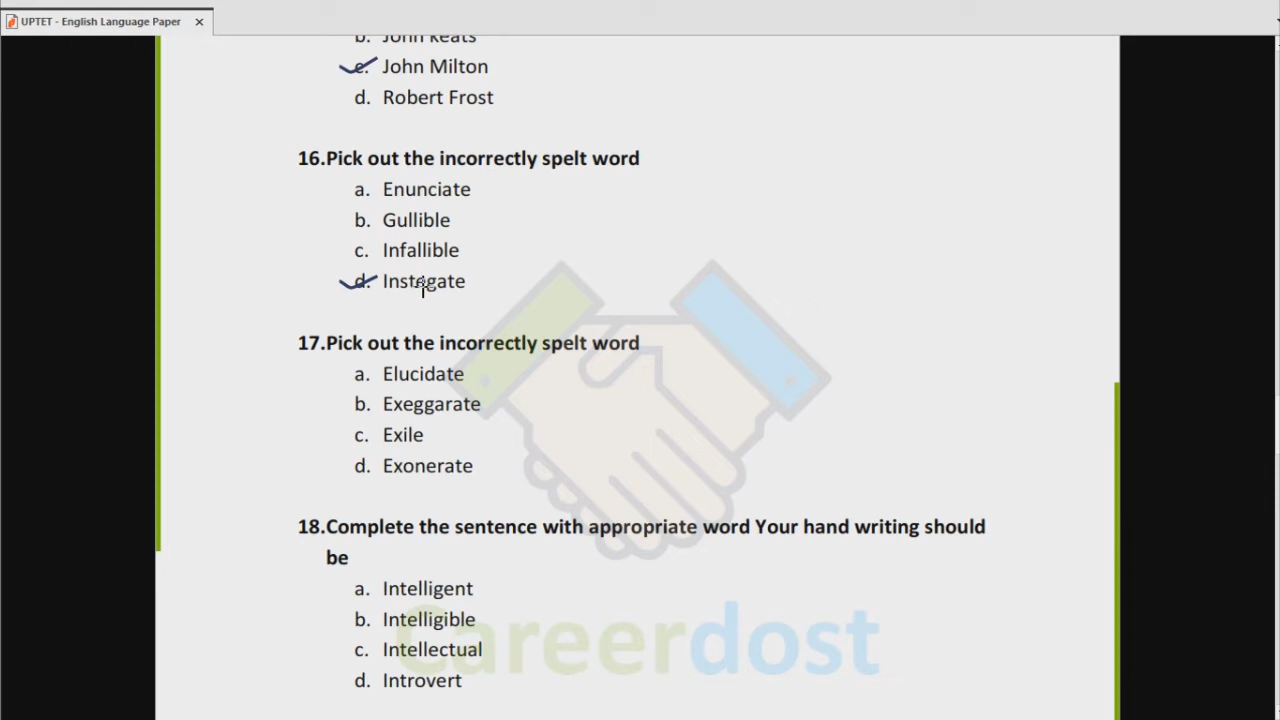 UPTET - English Language Paper
b. John keats
c. John Milton
d. Robert Frost
16.Pick out the incorrectly spelt word
a. Enunciate
b. Gullible
c. Infallible
d.
17.Pick out the incorrectly spelt word
a. Elucidate
b. Exeggarate
c. Exile
d. Exonerate
18.Complete the sentence with appropriate word Your hand writing should
be
a. Intelligent
b. Intelligible
c. Intellectual
d. Introvert
Careerdost